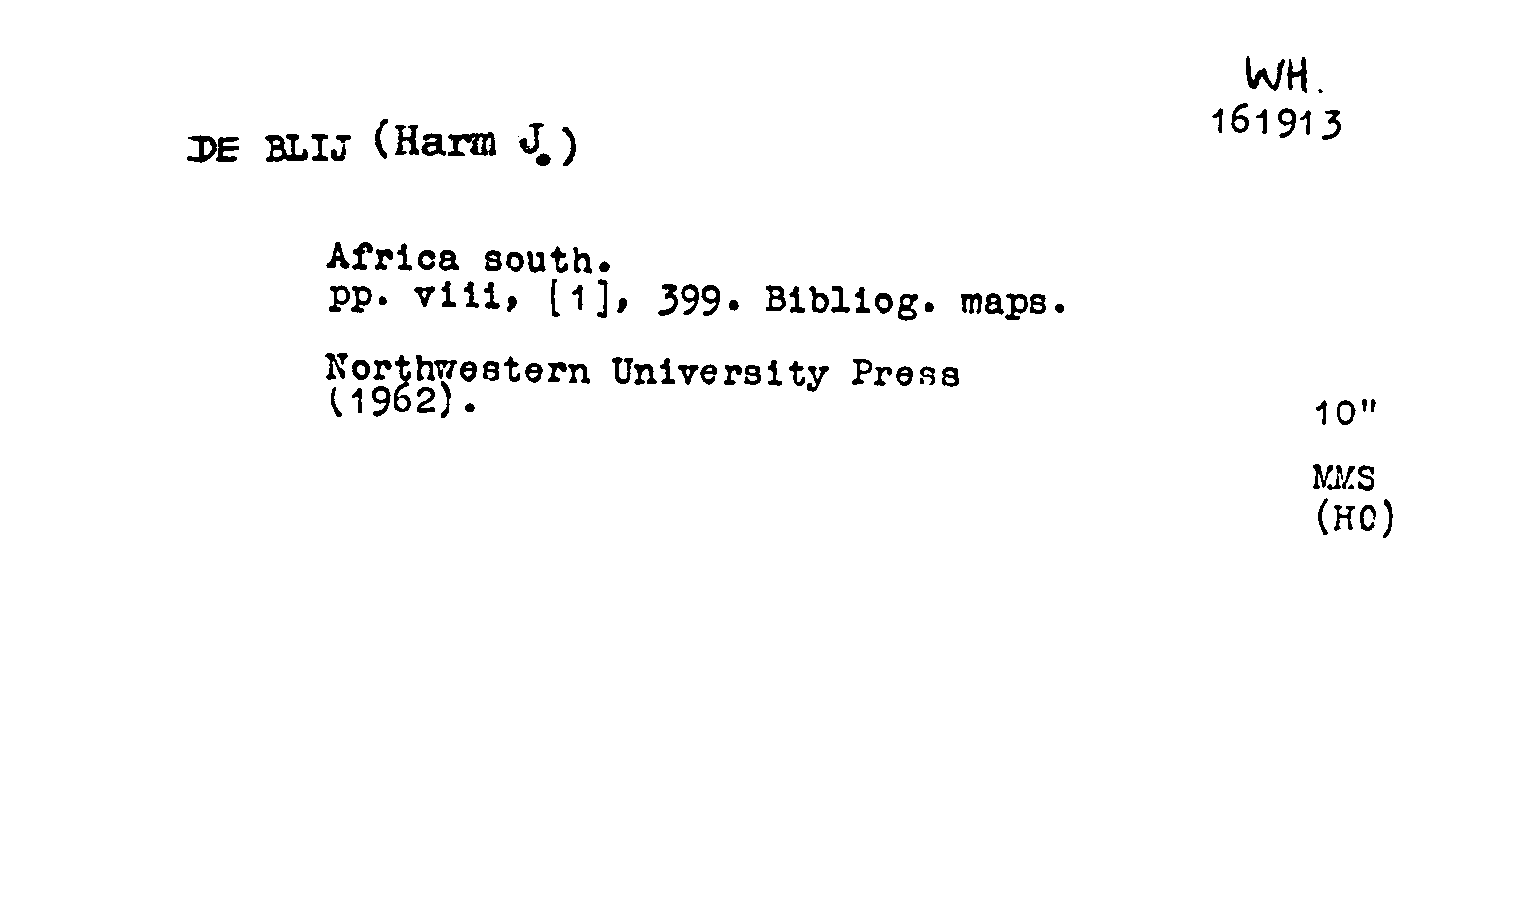 WH.
161913
DE BLIJ (Harm J.)
Africa south.
pp. viii, [1], 399. Bibliog. maps.
Northwestern University Press
(1962).
10"
MMS
(HC)